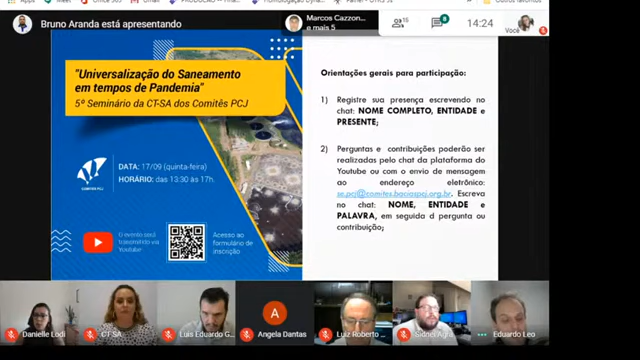 Bruno Aranda está apresentando
Marcos Cazzon...
e mais 5
16
8
14:24
Você
"Universalização do Saneamento
em tempos de Pandemia"
5º Seminário da CT-SA dos Comitês PCJ
COMITÊS PCJ
DATA: 17/09 (quinta-feira)
HORÁRIO: das 13:30 às 17h.
O evento será
transmitido via
Youtube
Acesso ao
formulário de
inscrição
Orientações gerais para participação:
1) Registre sua presença escrevendo no
chat: NOME COMPLETO, ENTIDADE e
PRESENTE;
2) Perguntas e contribuições poderão ser
realizadas pelo chat da plataforma do
Youtube ou com o envio de mensagem
ao endereço eletrônico:
se.pcj@comites.baciaspcj.org.br. Escreva
no chat: NOME, ENTIDADE e
PALAVRA, em seguida d pergunta ou
contribuição;
Danielle Lodi
CT-SA
Luis Eduardo G...
A
Angela Dantas
Luiz Roberto
Sidnei Agra
Eduardo Leo